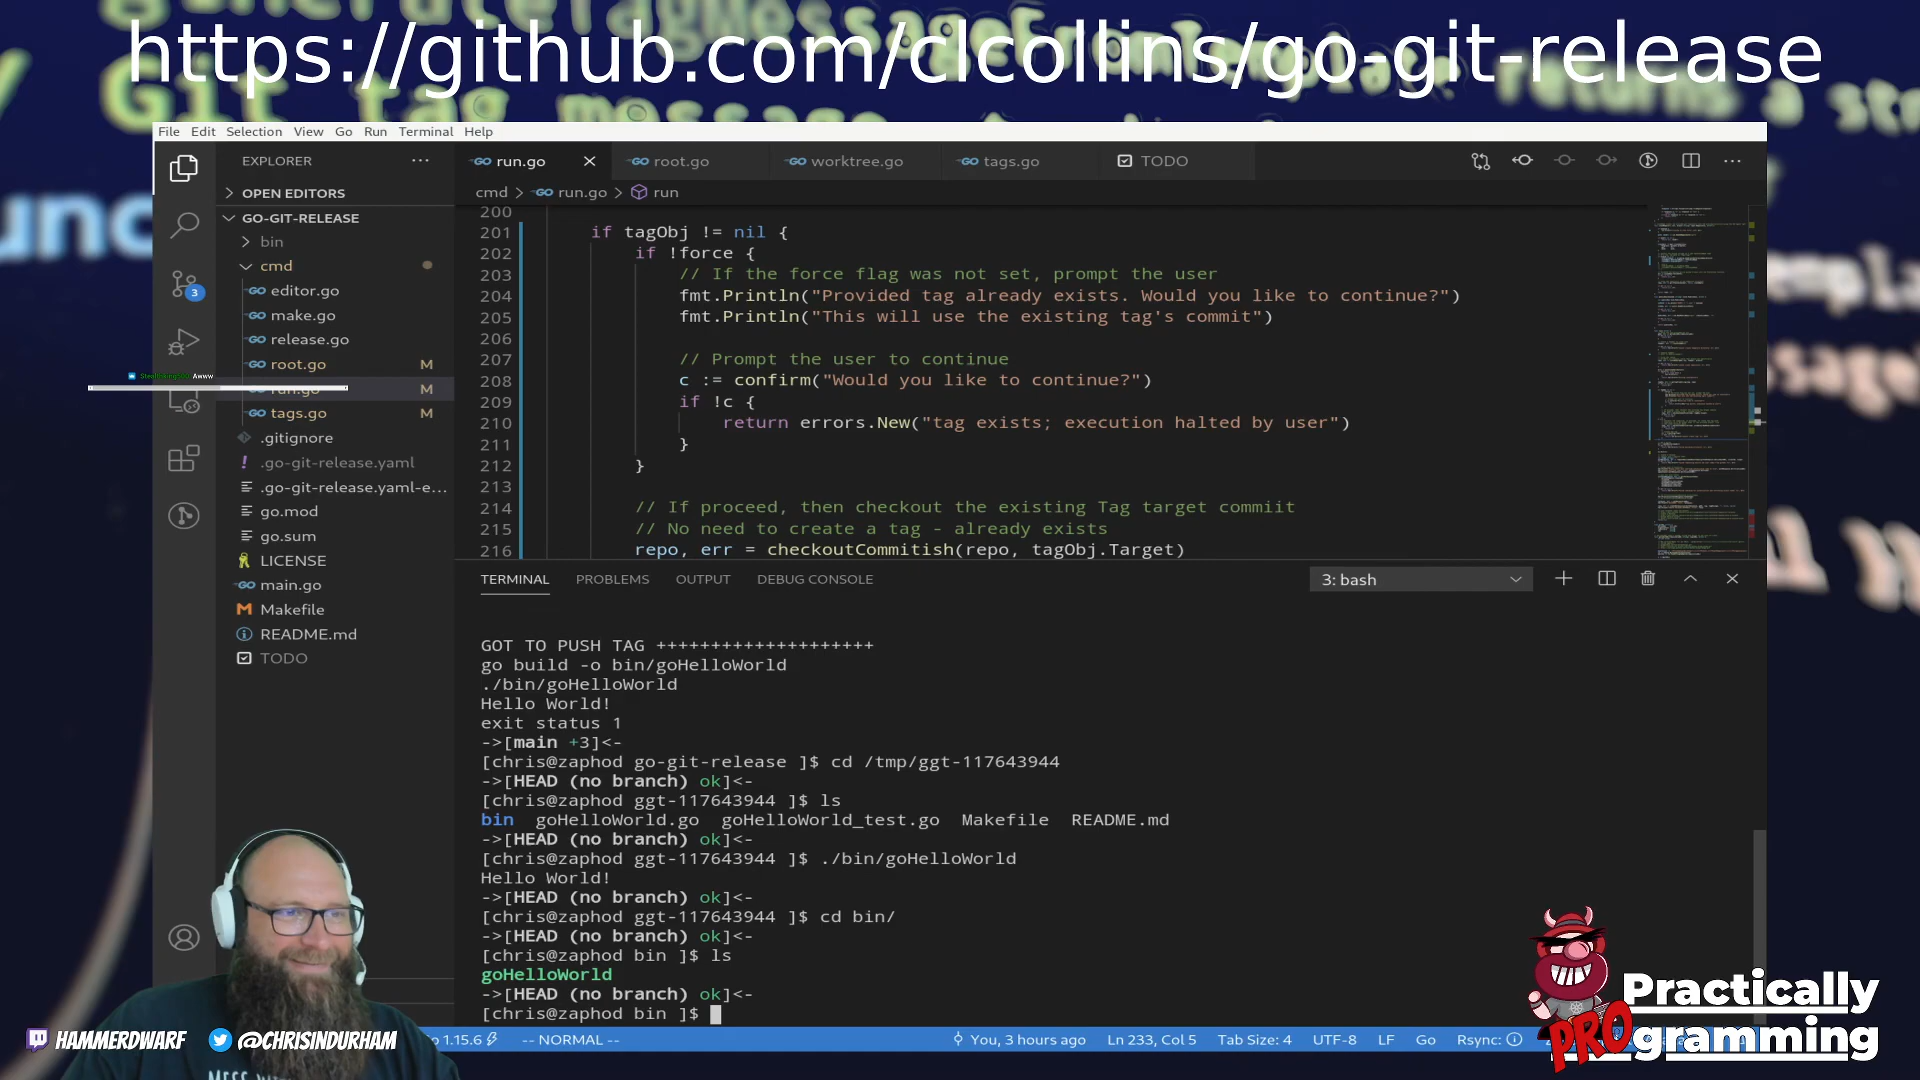 https://github.com/clcollins/go-git-release
File Edit Selection View Go Run Terminal Help
EXPLORER
run.go
root.go
worktree.go
tags.go
TODO
OPEN EDITORS
cmd > run.go > run
GO-GIT-RELEASE
bin
cmd
editor.go
make.go
release.go
root.go M
run.go M
tags.go M
.gitignore
.go-git-release.yaml
.go-git-release.yaml-e...
go.mod
go.sum
LICENSE
main.go
Makefile
README.md
TODO
3
Awww
200
201 if tagObj != nil {
202 if !force {
203 // If the force flag was not set, prompt the user
204 fmt.Println("Provided tag already exists. Would you like to continue?")
205 fmt.Println("This will use the existing tag's commit")
206
207 // Prompt the user to continue
208 c := confirm("Would you like to continue?")
209 if !c {
210 return errors.New("tag exists; execution halted by user")
211 }
212 }
213
214 // If proceed, then checkout the existing Tag target commiit
215 // No need to create a tag - already exists
216 repo, err = checkoutCommitish(repo, tagObj.Target)
TERMINAL PROBLEMS OUTPUT DEBUG CONSOLE
3: bash
GOT TO PUSH TAG ++++++++++++++++++++
go build -o bin/goHelloWorld
./bin/goHelloWorld
Hello World!
exit status 1
->[main +3]<-
[chris@zaphod go-git-release ]$ cd /tmp/ggt-117643944
->[HEAD (no branch) ok]<-
[chris@zaphod ggt-117643944 ]$ ls
bin goHelloWorld.go goHelloWorld_test.go Makefile README.md
->[HEAD (no branch) ok]<-
[chris@zaphod ggt-117643944 ]$ ./bin/goHelloWorld
Hello World!
->[HEAD (no branch) ok]<-
[chris@zaphod ggt-117643944 ]$ cd bin/
->[HEAD (no branch) ok]<-
[chris@zaphod bin ]$ ls
goHelloWorld
->[HEAD (no branch) ok]<-
[chris@zaphod bin ]$
Practically
PROgramming
HAMMERDWARF
@CHRISINDURHAM
1.15.6
-- NORMAL --
You, 3 hours ago
Ln 233, Col 5
Tab Size: 4
UTF-8
LF
Go
Rsync: